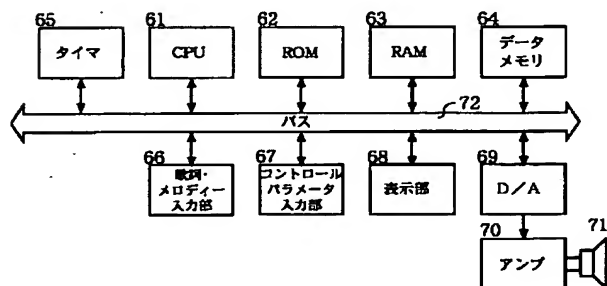 65
61
62
63
64
タイマ
CPU
ROM
RAM
データ
メモリ
72
バス
66
67
68
69
歌詞・
メロディー
入力部
コントロール
パラメータ
入力部
表示部
D/A
70
71
アンプ